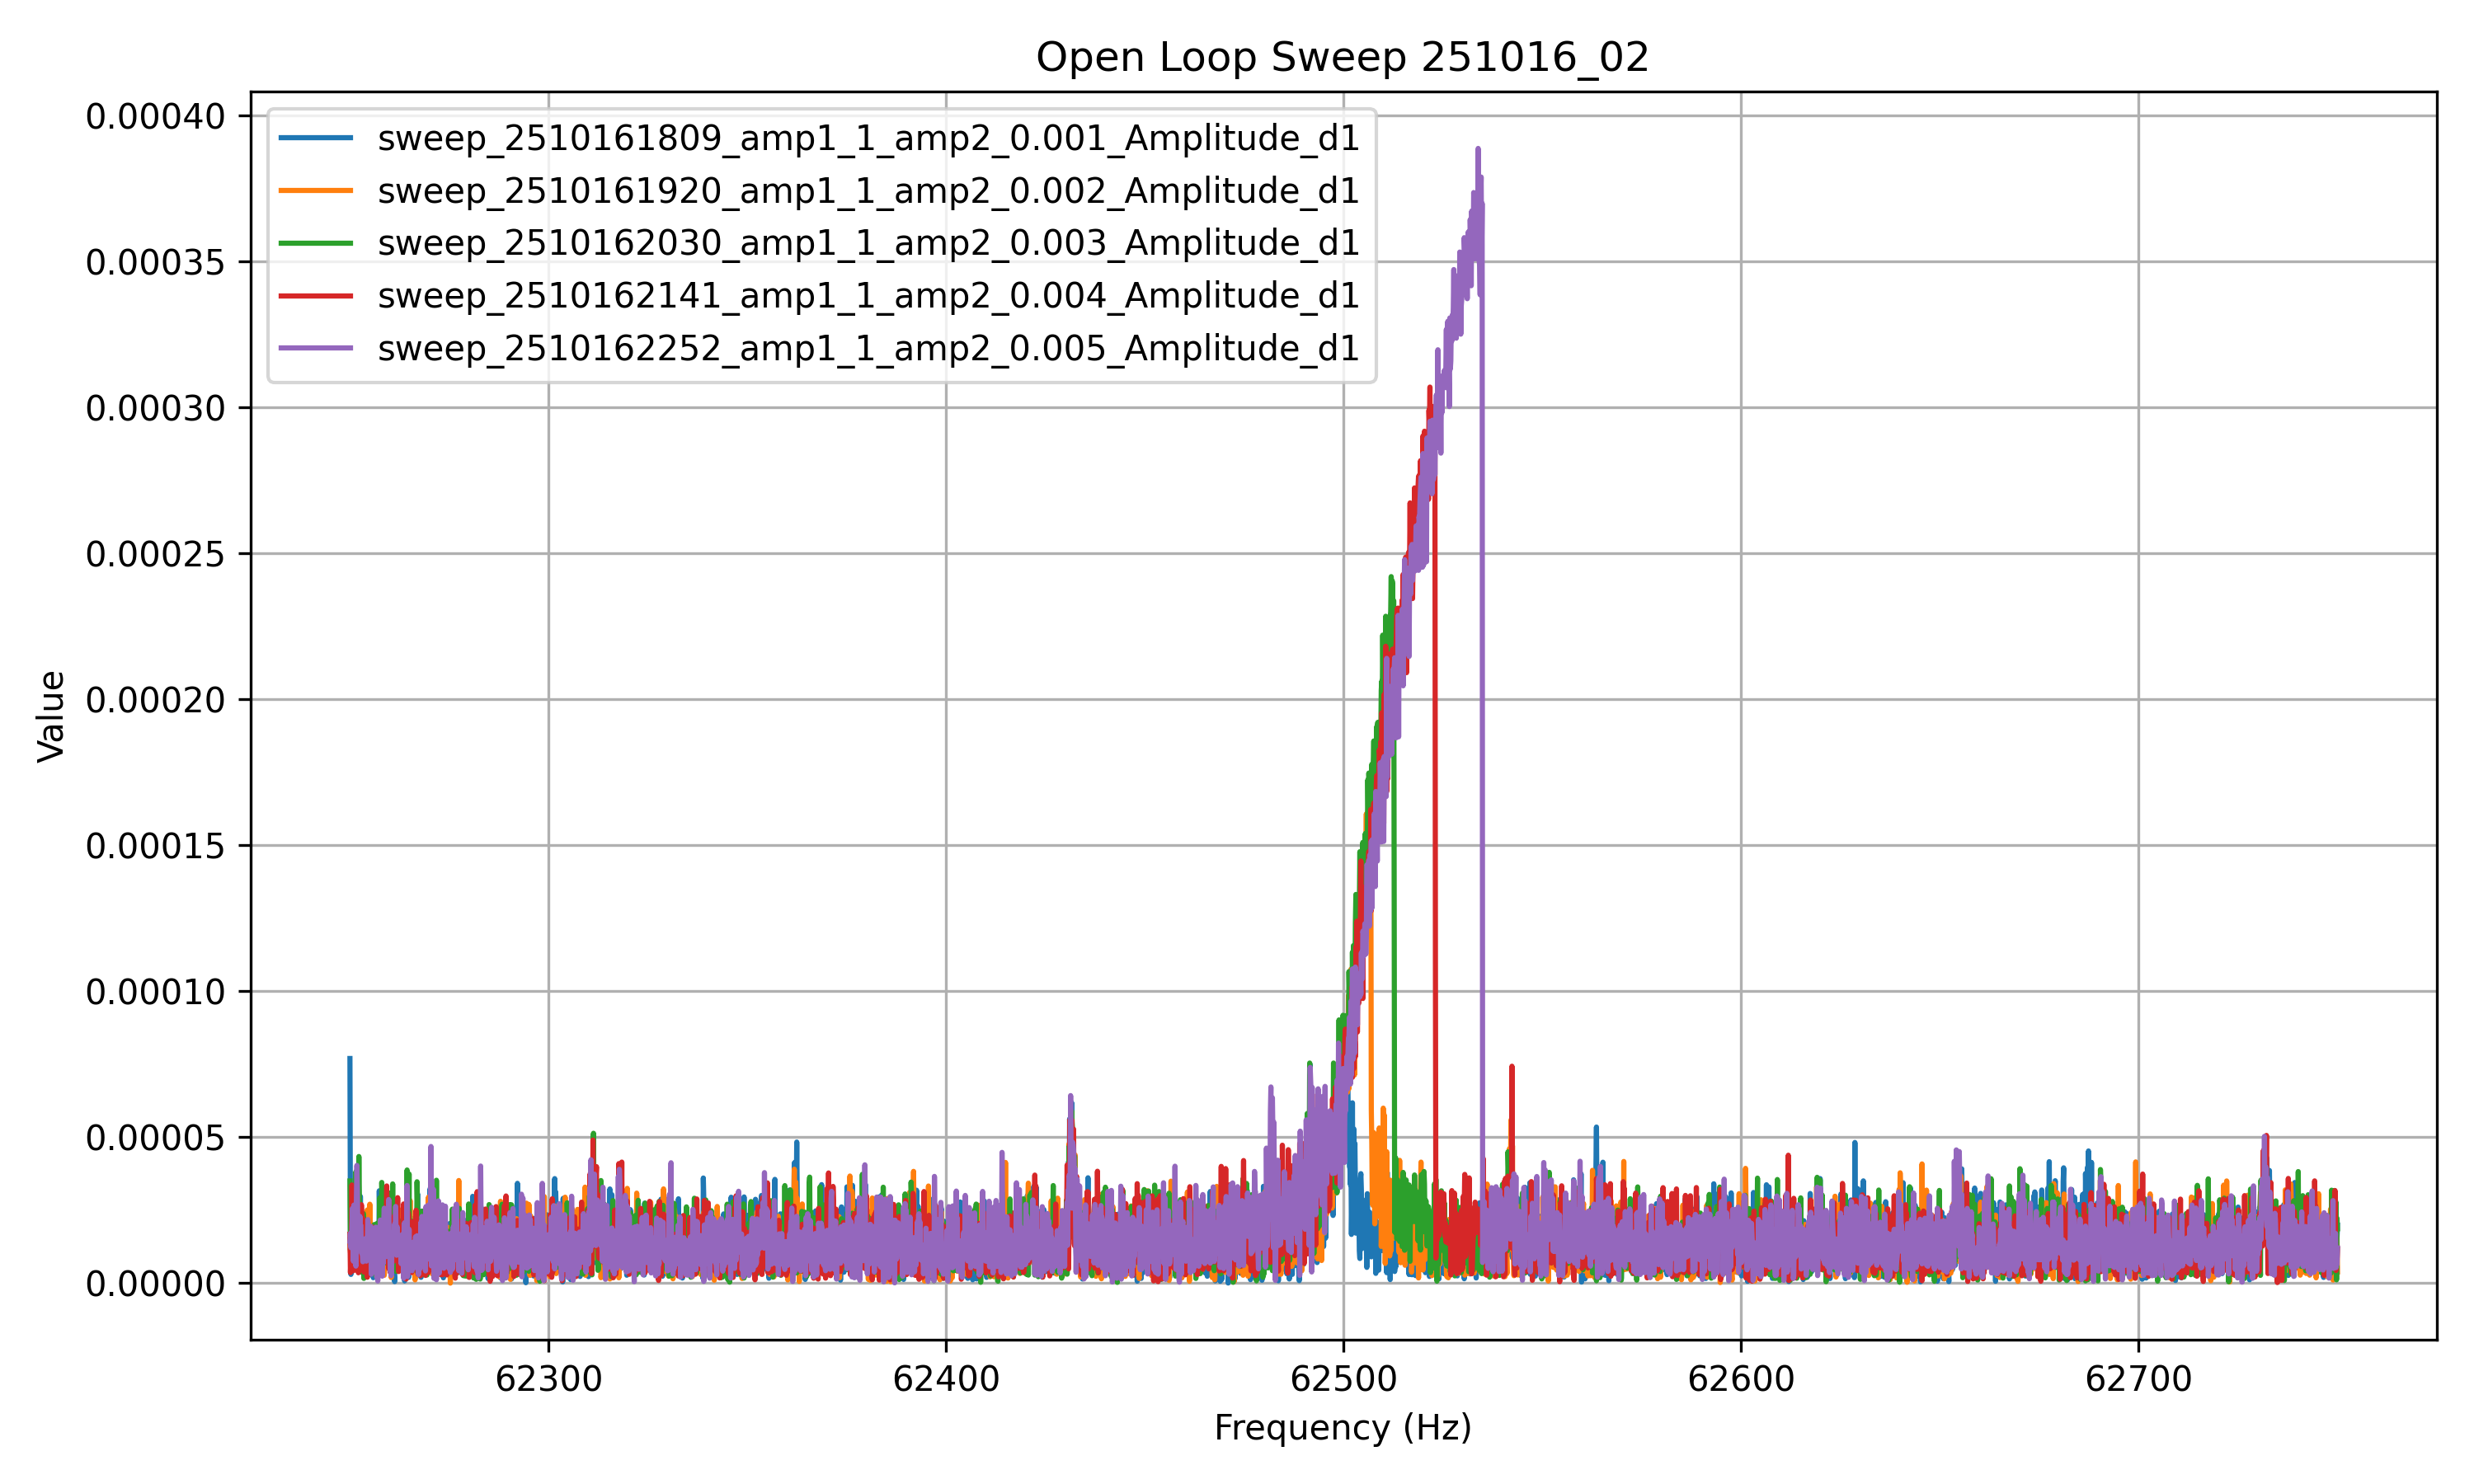 Open Loop Sweep 251016_02
0.00040
0.00035
0.00030
0.00025
0.00020
0.00015
0.00010
0.00005
0.00000
Value
sweep_2510161809_amp1_1_amp2_0.001_Amplitude_d1
sweep_2510161920_amp1_1_amp2_0.002_Amplitude_d1
sweep_2510162030_amp1_1_amp2_0.003_Amplitude_d1
sweep_2510162141_amp1_1_amp2_0.004_Amplitude_d1
sweep_2510162252_amp1_1_amp2_0.005_Amplitude_d1
62300 62400 62500 62600 62700
Frequency (Hz)